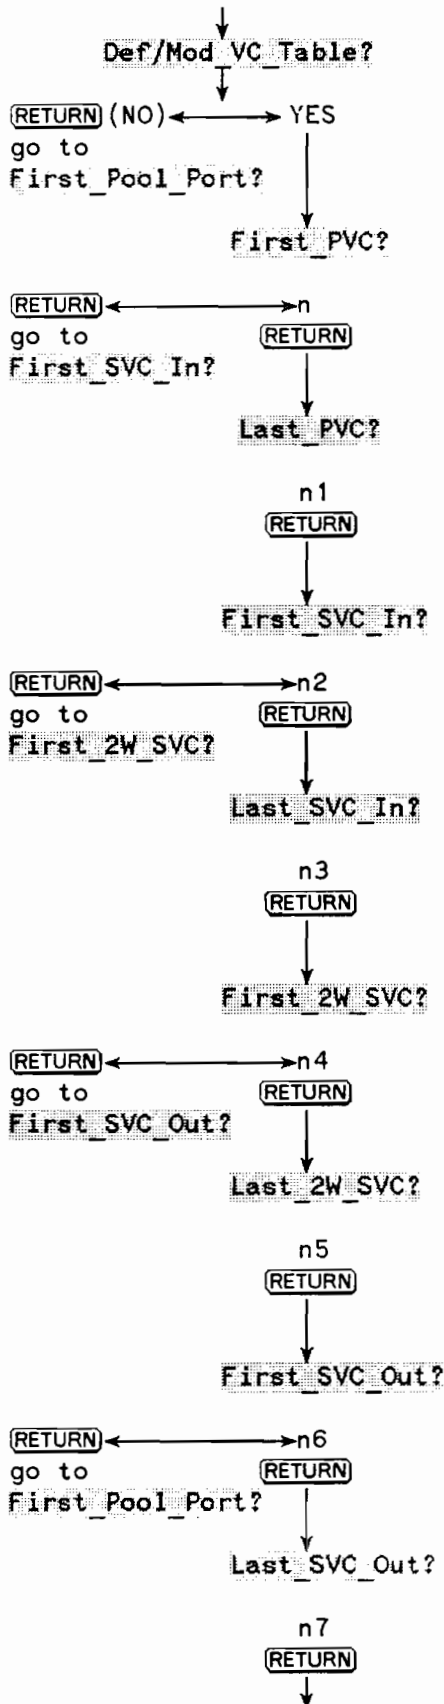 Def/Mod_VC_Table?
RETURN (NO) YES
go to
First_Pool_Port?
First_PVC?
RETURN n
go to RETURN
First_SVC_In?
Last_PVC?
n1
RETURN
First_SVC_In?
RETURN n2
go to RETURN
First_2W_SVC?
Last_SVC_In?
n3
RETURN
First_2W_SVC?
RETURN n4
go to RETURN
First_SVC_Out?
Last_2W_SVC?
n5
RETURN
First_SVC_Out?
RETURN n6
go to RETURN
First_Pool_Port?
Last_SVC_Out?
n7
RETURN